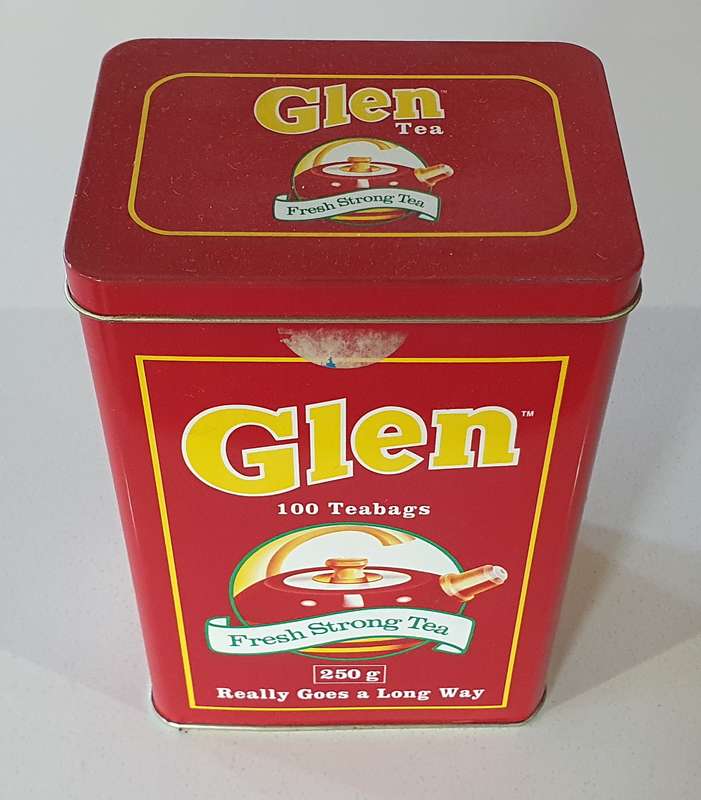 Glen™
Tea
Fresh Strong Tea
Glen™
100 Teabags
Fresh Strong Tea
250 g
Really Goes a Long Way